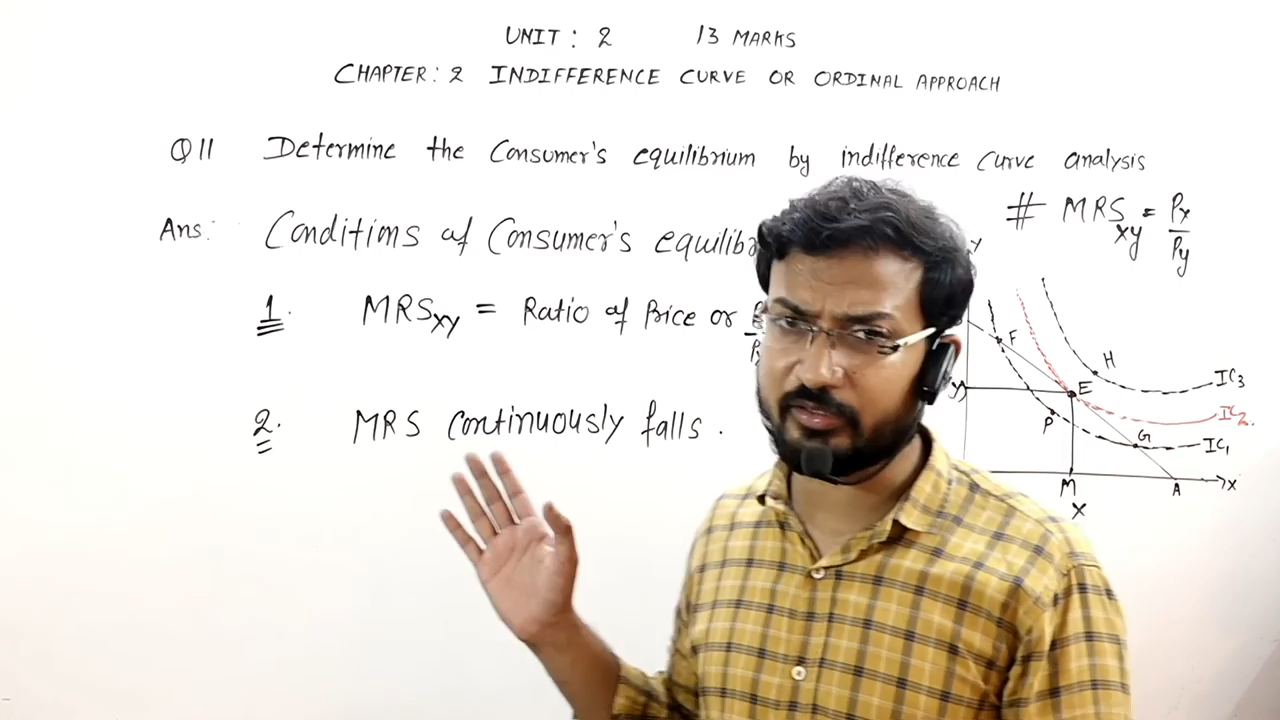 UNIT : 2 13 MARKS
CHAPTER: 2 INDIFFERENCE CURVE OR ORDINAL APPROACH
Q11 Determine the Consumer's equilibrium by indifference curve analysis
# MRSxy = Px/Py
Ans: Conditions of Consumer's
1. MRSxy = Ratio of Price or
2. MRS continuously falls.
F
H
E
P
G
IC3
IC2.
IC1
M
A
x
X